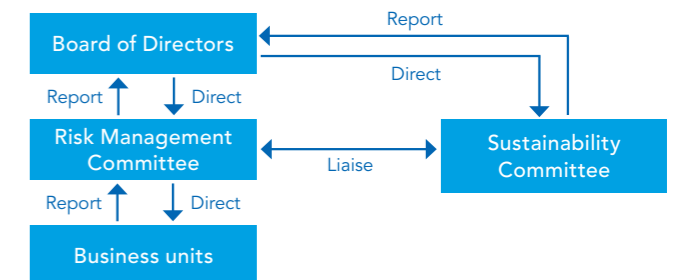 Report
Board of Directors
Direct
Report
Direct
Risk Management
Committee
Liaise
Sustainability
Committee
Report
Direct
Business units